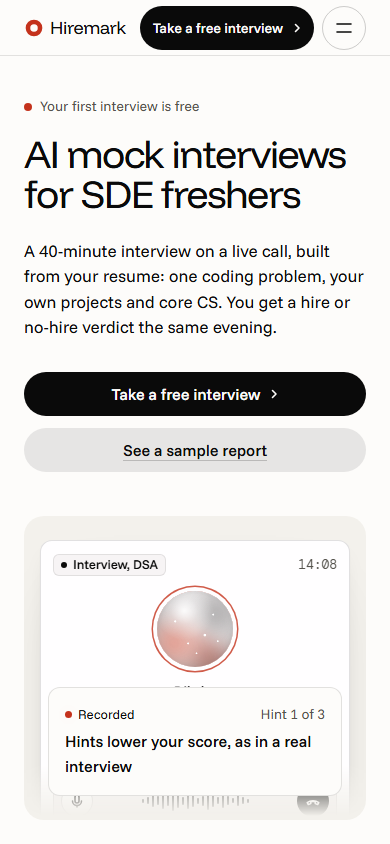 Hiremark
Take a free interview
Your first interview is free
AI mock interviews
for SDE freshers
A 40-minute interview on a live call, built
from your resume: one coding problem, your
own projects and core CS. You get a hire or
no-hire verdict the same evening.
Take a free interview
See a sample report
Interview, DSA
14:08
Recorded
Hint 1 of 3
Hints lower your score, as in a real
interview